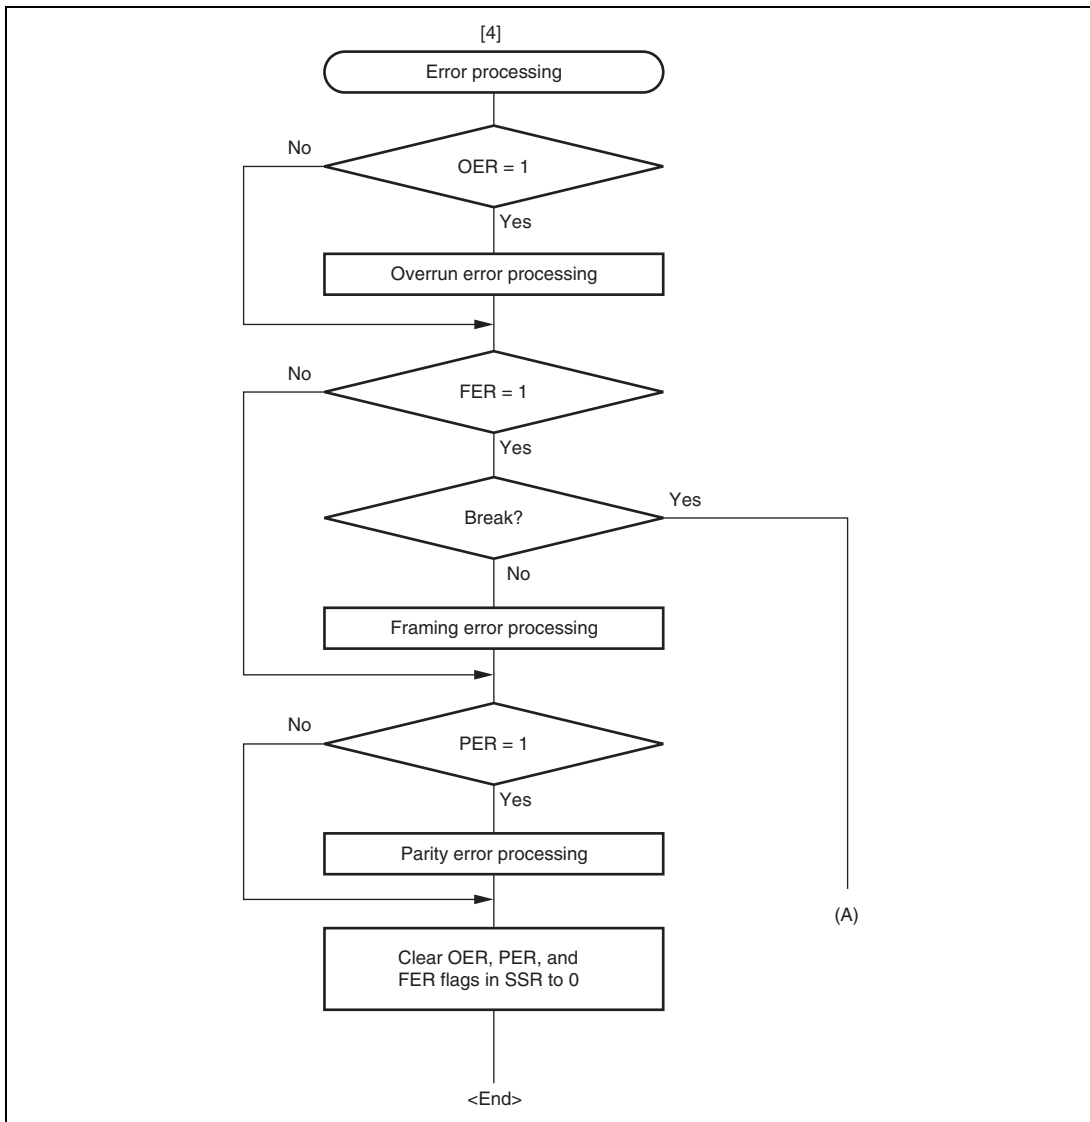 [4]
Error processing
No
OER = 1
Yes
Overrun error processing
No
FER = 1
Yes
Break?
Yes
No
Framing error processing
No
PER = 1
Yes
Parity error processing
(A)
Clear OER, PER, and
FER flags in SSR to 0
<End>